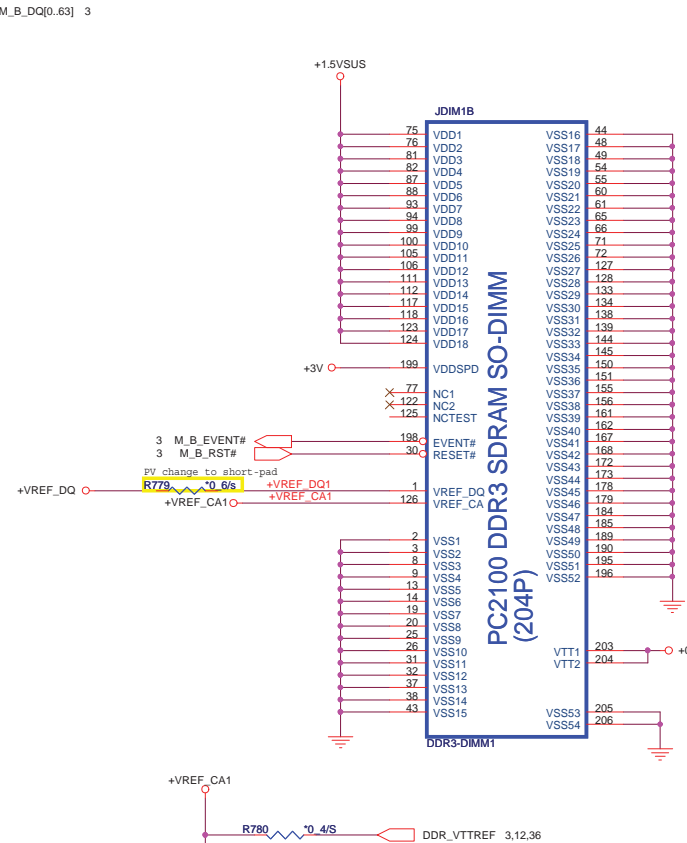 M_B_DQ[0..63] 3
+1.5VSUS
JDIM1B
75 VDD1 VSS16 44
76 VDD2 VSS17 48
81 VDD3 VSS18 49
82 VDD4 VSS19 54
87 VDD5 VSS20 55
88 VDD6 VSS21 60
93 VDD7 VSS22 61
94 VDD8 VSS23 65
99 VDD9 VSS24 66
100 VDD10 VSS25 71
105 VDD11 VSS26 72
106 VDD12 VSS27 127
111 VDD13 VSS28 128
112 VDD14 VSS29 133
117 VDD15 VSS30 134
118 VDD16 VSS31 138
123 VDD17 VSS32 139
124 VDD18 VSS33 144
VSS34 145
+3V 199 VDDSPD VSS35 150
VSS36 151
77 NC1 VSS37 155
122 NC2 VSS38 156
125 NCTEST VSS39 161
VSS40 162
3 M_B_EVENT# 198 EVENT# VSS41 167
3 M_B_RST# 30 RESET# VSS42 168
VSS43 172
PV change to short-pad VSS44 173
+VREF_DQ R779 *0_6/s +VREF_DQ1 1 VREF_DQ VSS45 178
+VREF_CA1 +VREF_CA1 126 VREF_CA VSS46 179
VSS47 184
VSS48 185
2 VSS1 VSS49 189
3 VSS2 VSS50 190
8 VSS3 VSS51 195
9 VSS4 VSS52 196
13 VSS5
14 VSS6
19 VSS7
20 VSS8
25 VSS9
26 VSS10 VTT1 203
31 VSS11 VTT2 204
32 VSS12
37 VSS13
38 VSS14
43 VSS15 VSS53 205
VSS54 206
PC2100 DDR3 SDRAM SO-DIMM
(204P)
DDR3-DIMM1
+VREF_CA1
R780 *0_4/S DDR_VTTREF 3,12,36